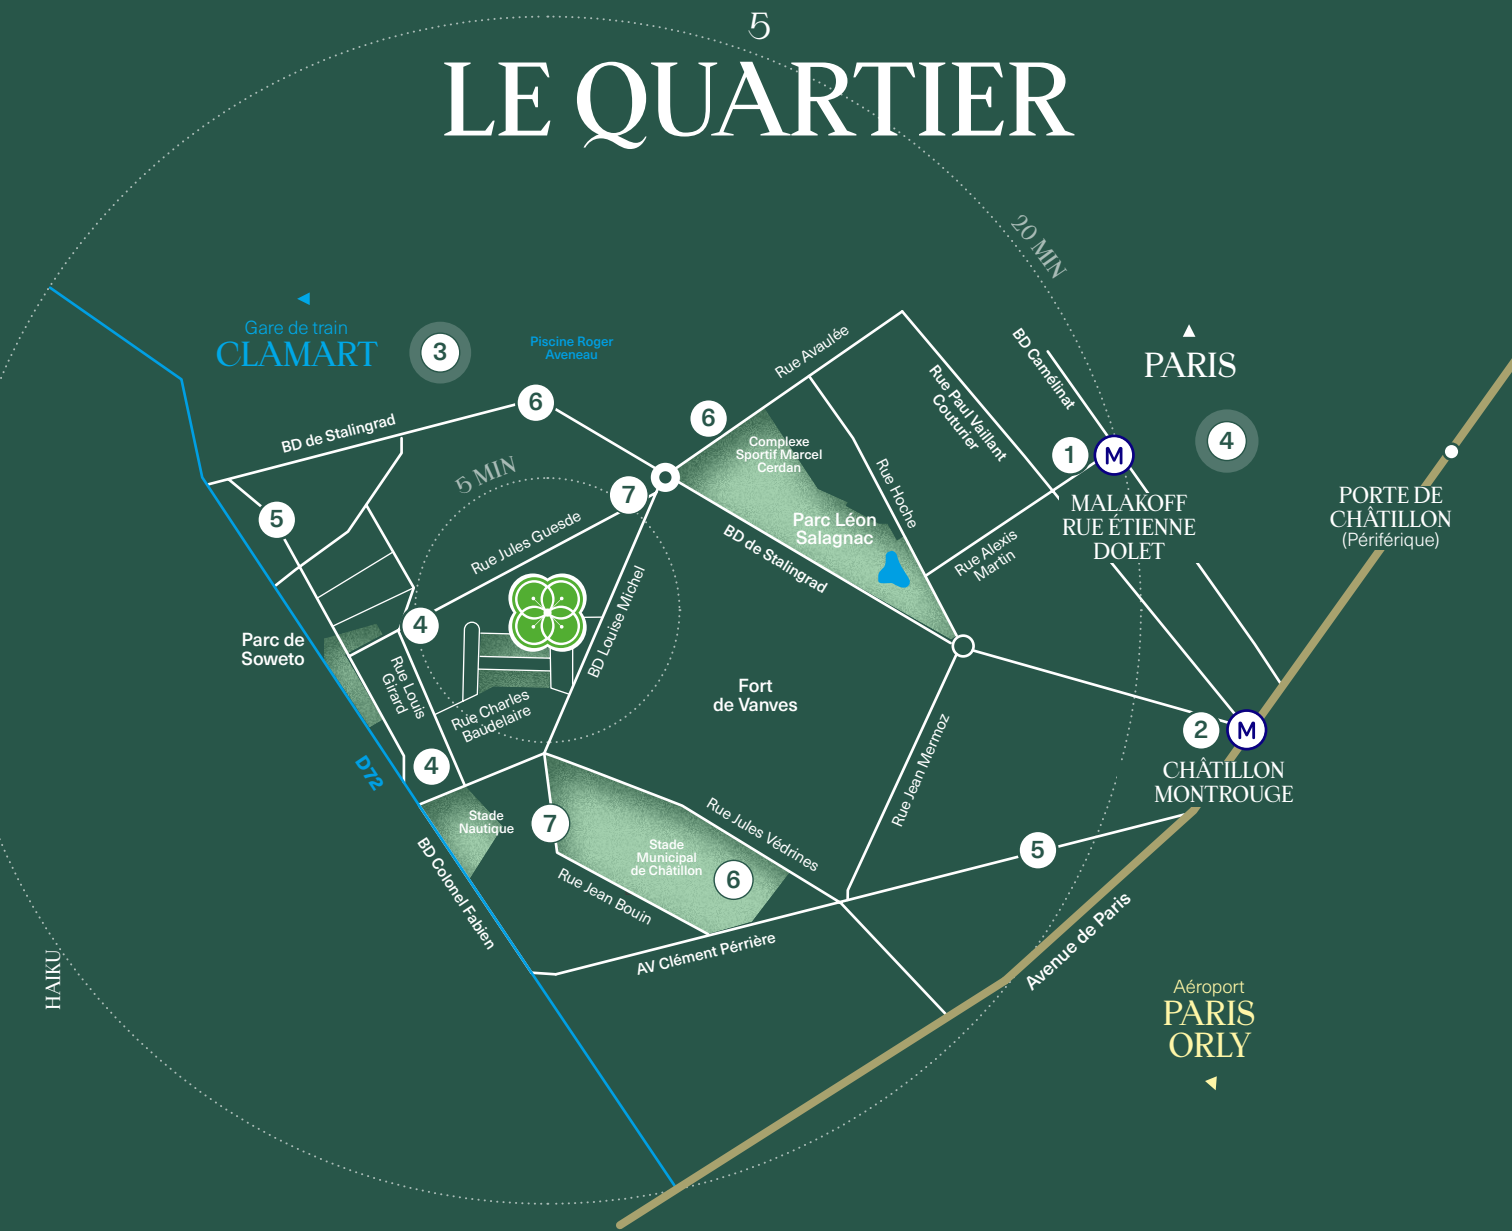 5
LE QUARTIER
20 MIN
Gare de train
CLAMART
3
Piscine Roger
Aveneau
6
BD de Stalingrad
5 MIN
5
7
Rue Jules Guesde
Rue Avaulée
6
Complexe
Sportif Marcel
Cerdan
Parc Léon
Salagnac
Rue Hoche
BD de Stalingrad
Rue Paul Vaillant
Couturier
BD Camélinat
PARIS
4
1
M
MALAKOFF
RUE ÉTIENNE
DOLET
Rue Alexis
Martin
PORTE DE
CHÂTILLON
(Périférique)
4
Parc de
Soweto
Rue Louis
Girard
BD Louise Michel
Rue Charles
Baudelaire
Fort
de Vanves
Rue Jean Mermoz
2
M
CHÂTILLON
MONTROUGE
D72
4
Stade
Nautique
7
Stade
Municipal
de Châtillon
6
Rue Jules Védrines
5
BD Colonel Fabien
Rue Jean Bouin
AV Clément Pérrière
Avenue de Paris
HAIKU
Aéroport
PARIS
ORLY